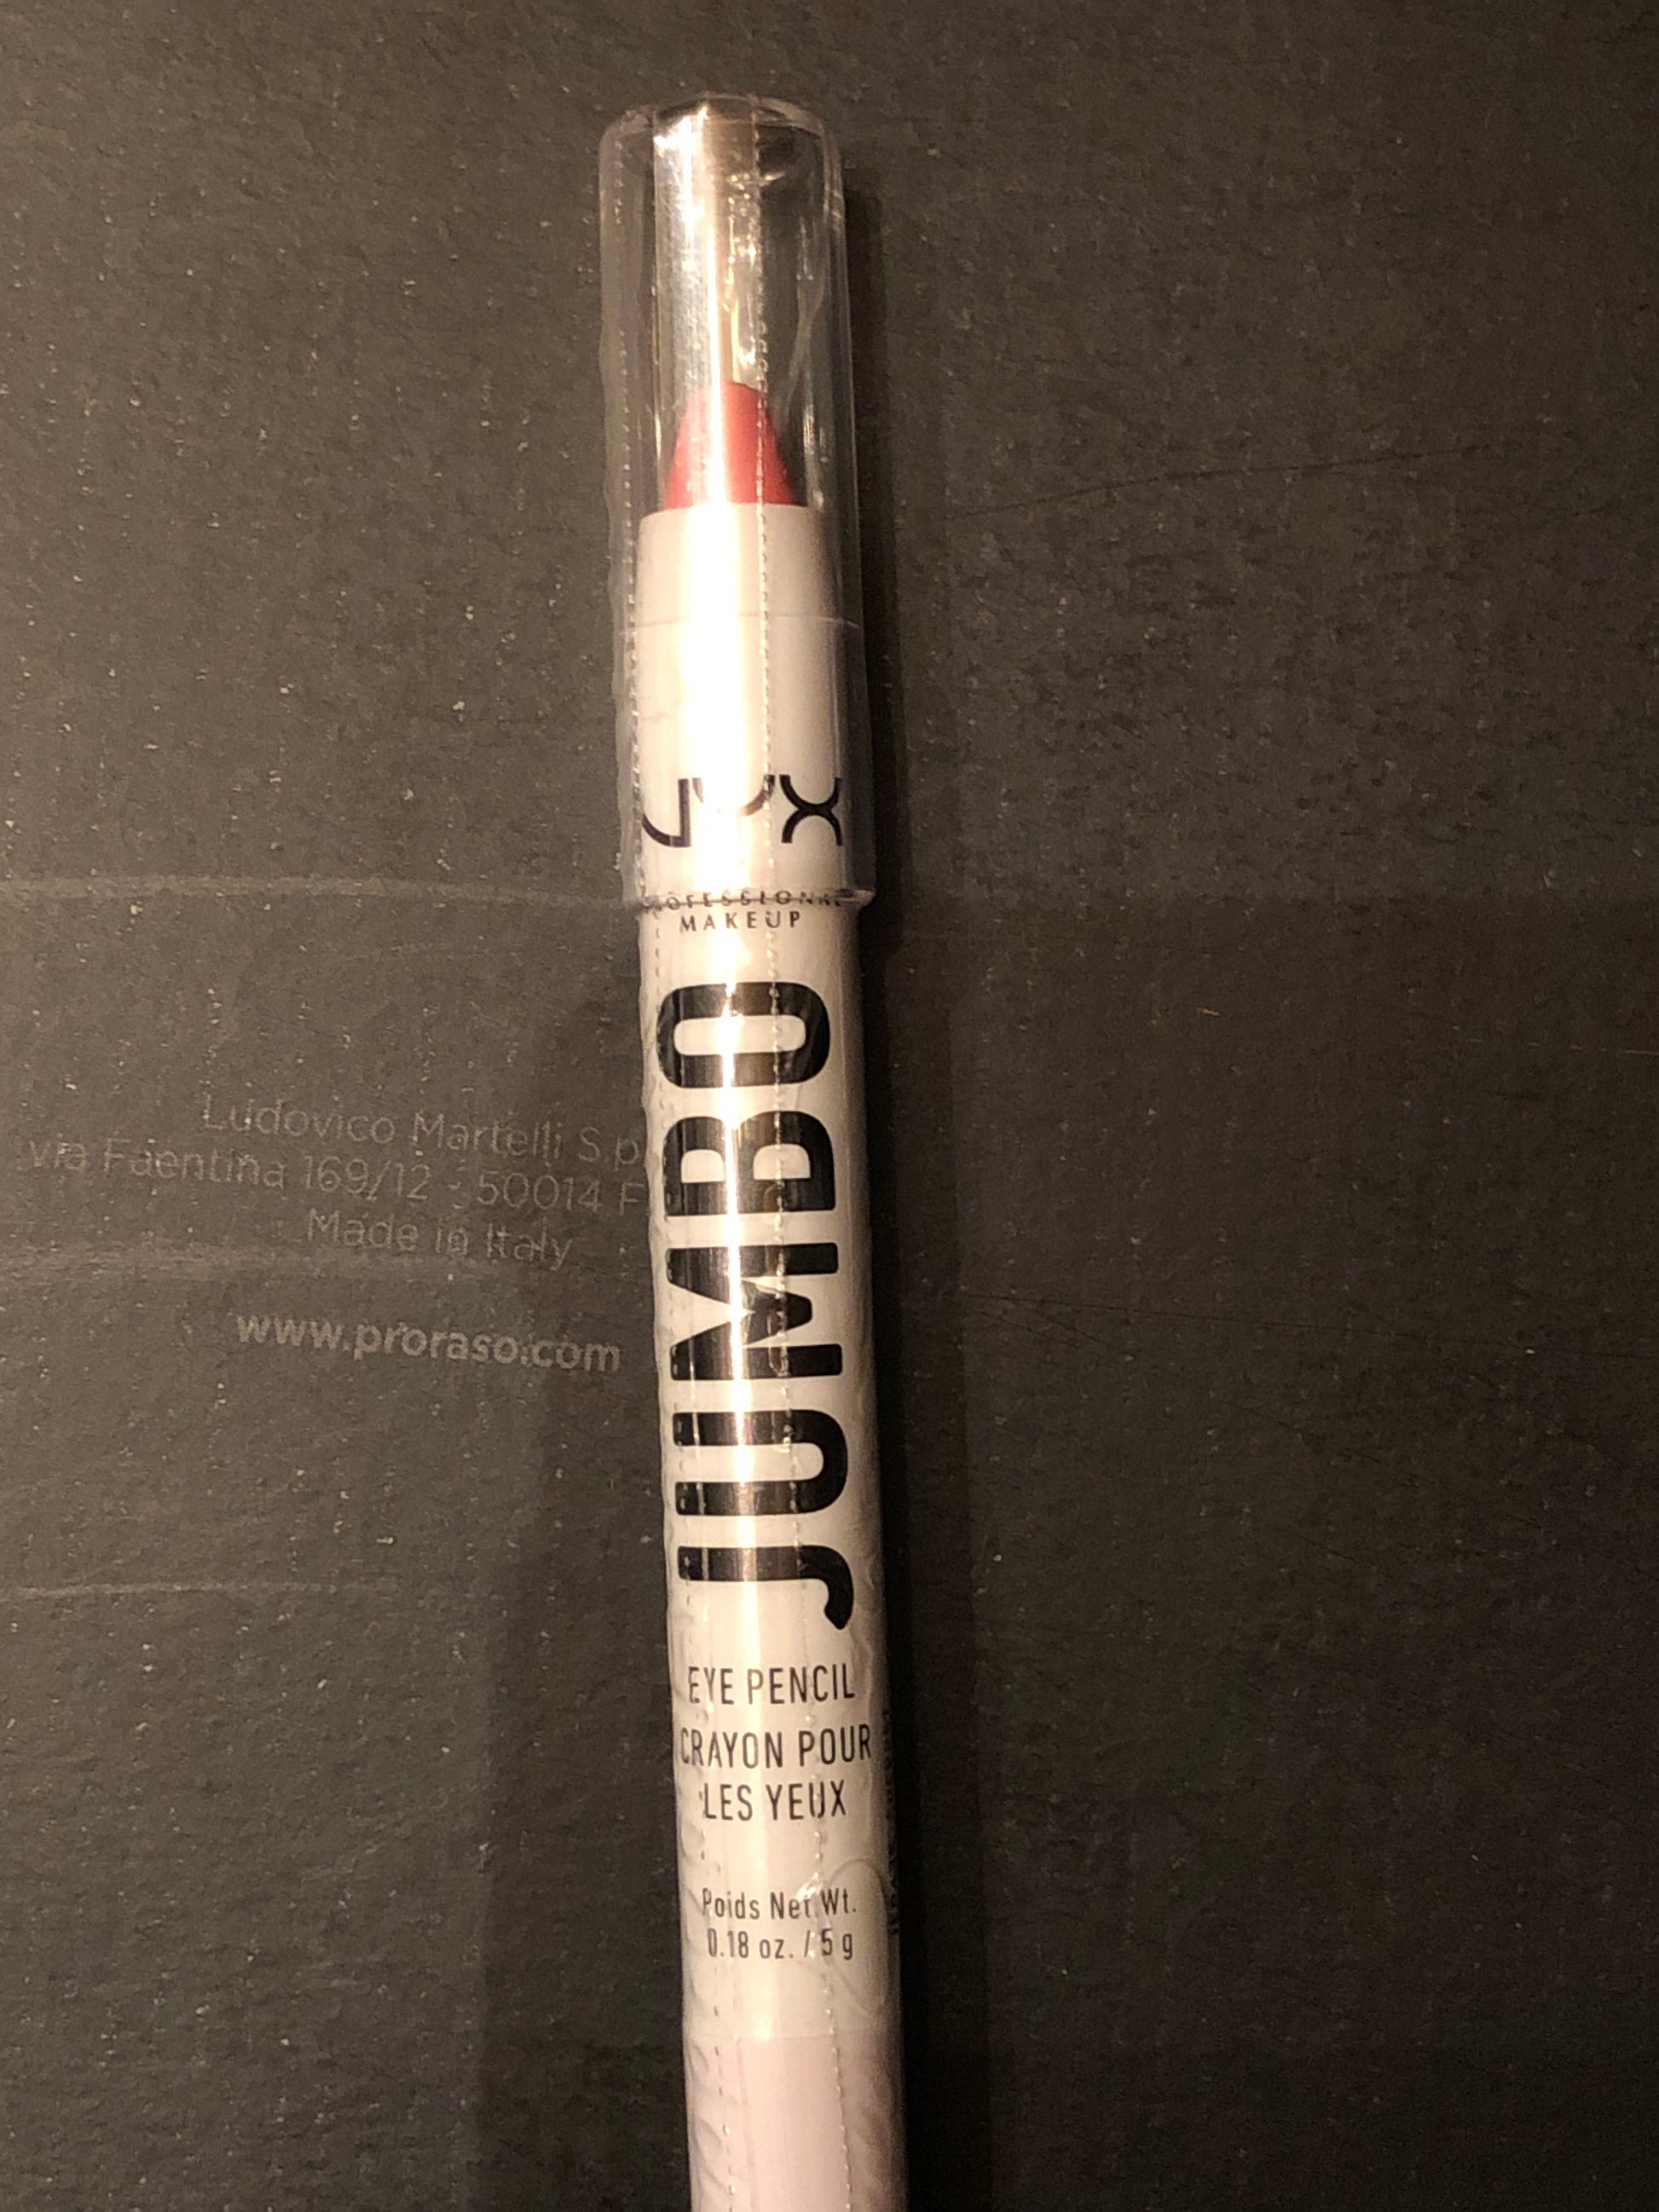 NYX
PROFESSIONAL
MAKEUP
JUMBO
EYE PENCIL
CRAYON POUR
LES YEUX
Poids Net Wt.
0.18 oz. / 5 g
Ludovico Martelli S.p
via Faentina 169/12 - 50014 F
Made in Italy
www.proraso.com